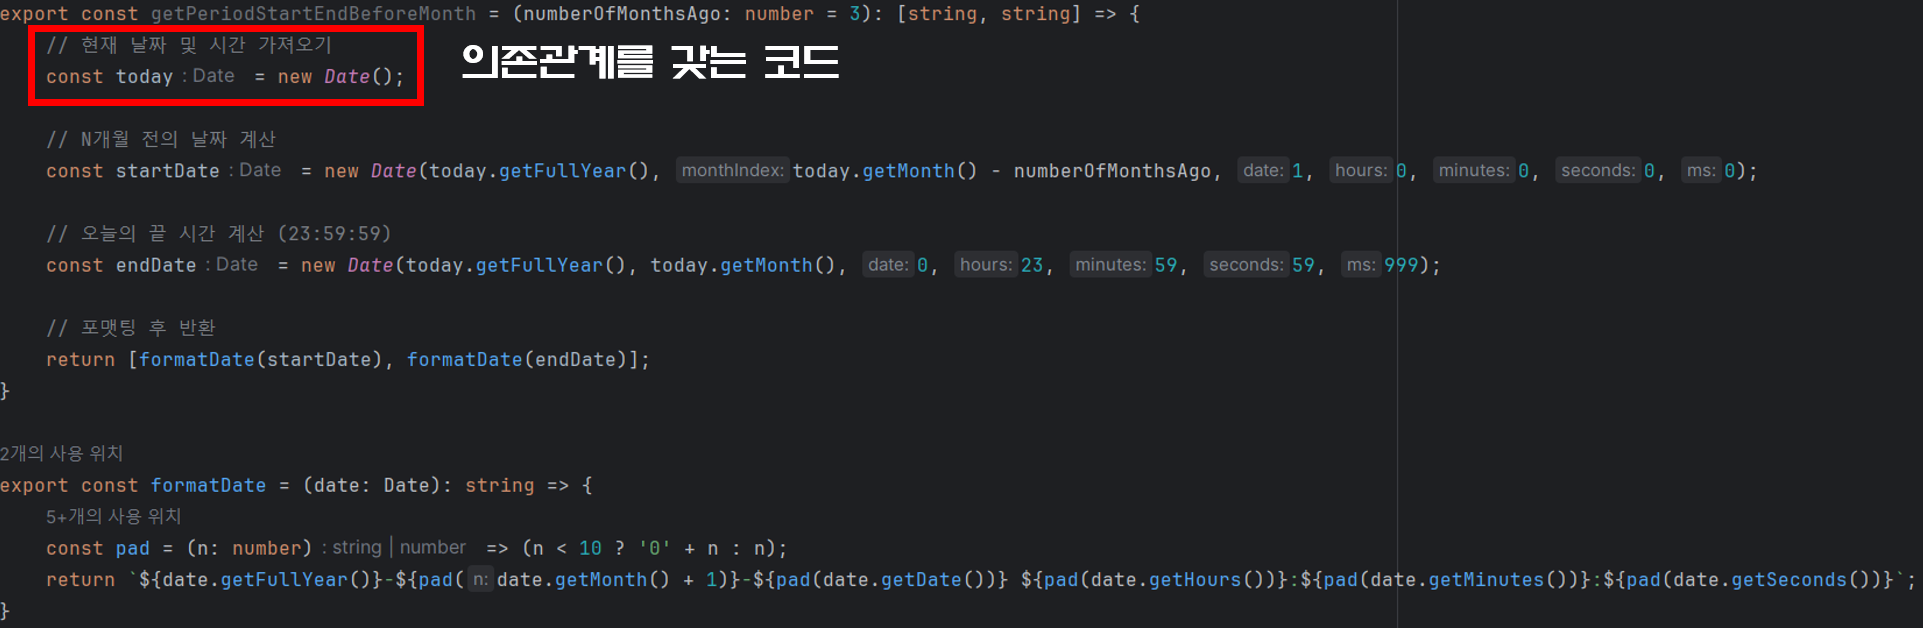 export const getPeriodStartEndBeforeMonth = (numberOfMonthsAgo: number = 3): [string, string] => {
// 현재 날짜 및 시간 가져오기
const today : Date = new Date();
의존관계를 갖는 코드
// N개월 전의 날짜 계산
const startDate : Date = new Date(today.getFullYear(), monthIndex: today.getMonth() - numberOfMonthsAgo, date: 1, hours: 0, minutes: 0, seconds: 0, ms: 0);
// 오늘의 끝 시간 계산 (23:59:59)
const endDate : Date = new Date(today.getFullYear(), today.getMonth(), date: 0, hours: 23, minutes: 59, seconds: 59, ms: 999);
// 포맷팅 후 반환
return [formatDate(startDate), formatDate(endDate)];
}
2개의 사용 위치
export const formatDate = (date: Date): string => {
5+개의 사용 위치
const pad = (n: number) : string | number => (n < 10 ? '0' + n : n);
return `${date.getFullYear()}-${pad( n: date.getMonth() + 1)}-${pad(date.getDate())} ${pad(date.getHours())}:${pad(date.getMinutes())}:${pad(date.getSeconds())}`;
}